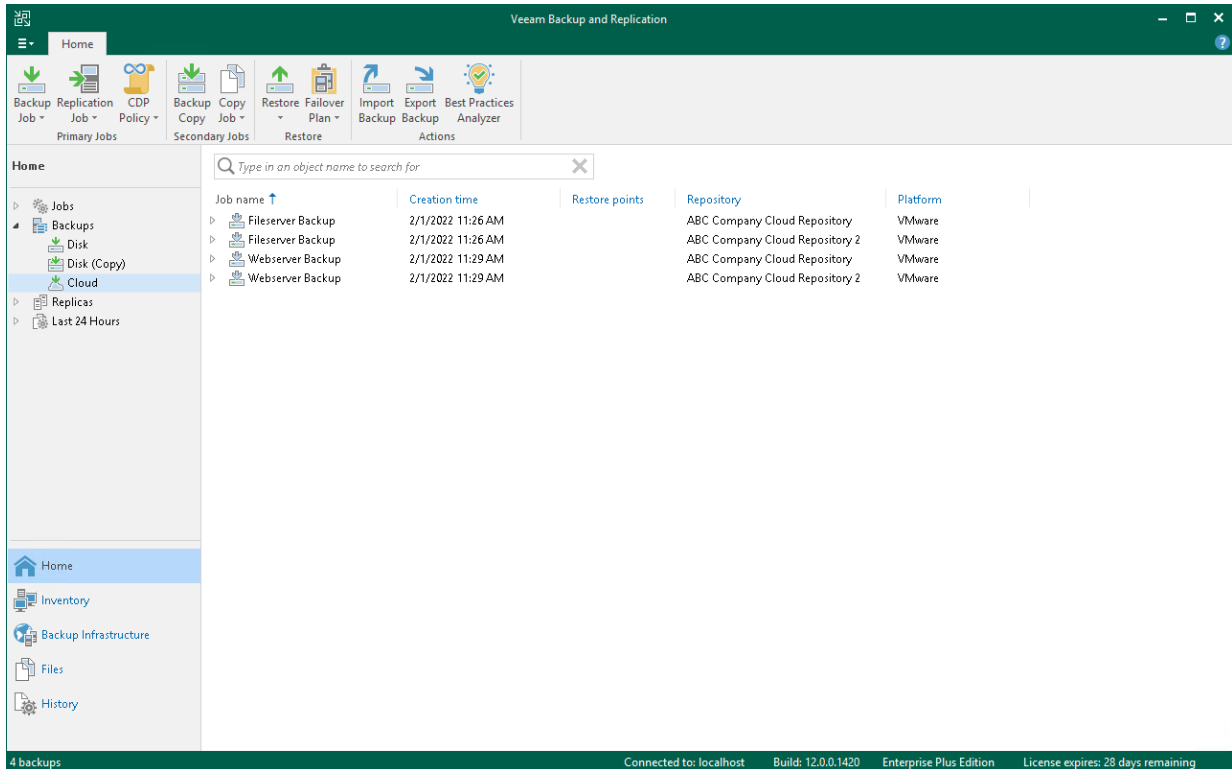 Veeam Backup and Replication
Home
Backup Job
Replication Job
CDP Policy
Primary Jobs
Backup Copy
Copy Job
Secondary Jobs
Restore
Failover Plan
Restore
Import Backup
Export Backup
Best Practices Analyzer
Actions
Home
Type in an object name to search for
Jobs
Backups
Disk
Disk (Copy)
Cloud
Replicas
Last 24 Hours
Job name Creation time Restore points Repository Platform
Fileserver Backup 2/1/2022 11:26 AM ABC Company Cloud Repository VMware
Fileserver Backup 2/1/2022 11:26 AM ABC Company Cloud Repository 2 VMware
Webserver Backup 2/1/2022 11:29 AM ABC Company Cloud Repository VMware
Webserver Backup 2/1/2022 11:29 AM ABC Company Cloud Repository 2 VMware
Home
Inventory
Backup Infrastructure
Files
History
4 backups Connected to: localhost Build: 12.0.0.1420 Enterprise Plus Edition License expires: 28 days remaining